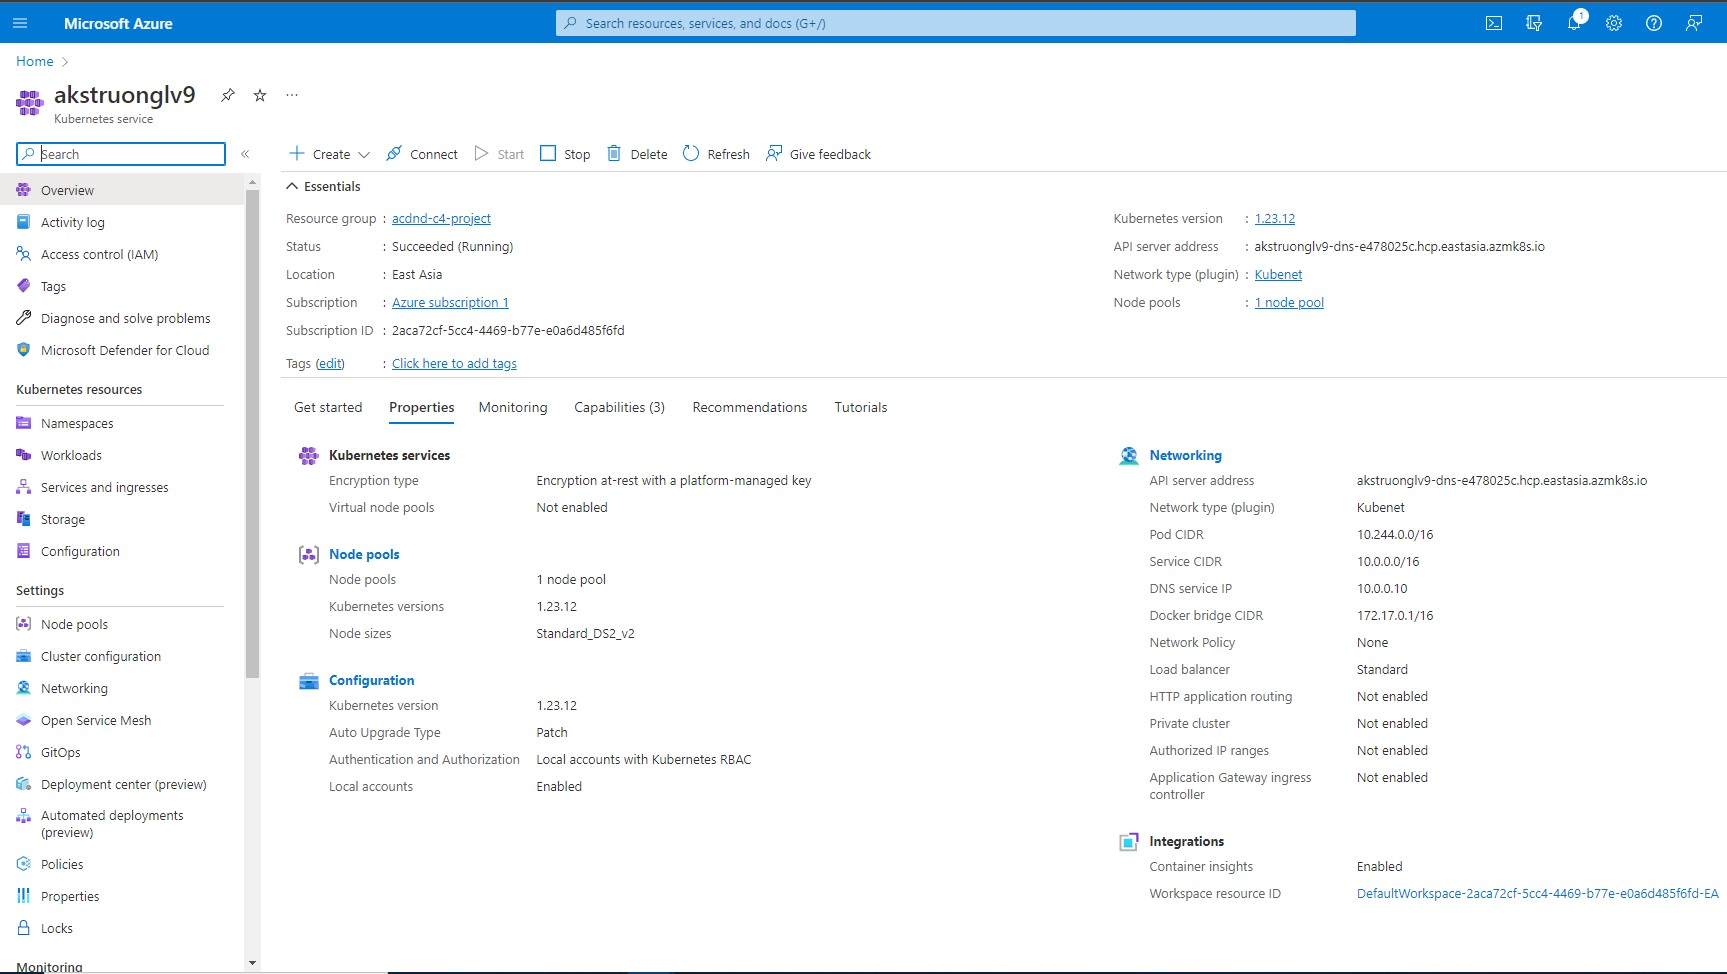 Microsoft Azure
Search resources, services, and docs (G+/)
1
Home
akstruonglv9
Kubernetes service
Search
Create
Connect
Start
Stop
Delete
Refresh
Give feedback
Overview
Activity log
Access control (IAM)
Tags
Diagnose and solve problems
Microsoft Defender for Cloud
Kubernetes resources
Namespaces
Workloads
Services and ingresses
Storage
Configuration
Settings
Node pools
Cluster configuration
Networking
Open Service Mesh
GitOps
Deployment center (preview)
Automated deployments
(preview)
Policies
Properties
Locks
Monitoring
Essentials
Resource group : acdnd-c4-project
Status : Succeeded (Running)
Location : East Asia
Subscription : Azure subscription 1
Subscription ID : 2aca72cf-5cc4-4469-b77e-e0a6d485f6fd
Tags (edit) : Click here to add tags
Kubernetes version : 1.23.12
API server address : akstruonglv9-dns-e478025c.hcp.eastasia.azmk8s.io
Network type (plugin) : Kubenet
Node pools : 1 node pool
Get started
Properties
Monitoring
Capabilities (3)
Recommendations
Tutorials
Kubernetes services
Encryption type Encryption at-rest with a platform-managed key
Virtual node pools Not enabled
Node pools
Node pools 1 node pool
Kubernetes versions 1.23.12
Node sizes Standard_DS2_v2
Configuration
Kubernetes version 1.23.12
Auto Upgrade Type Patch
Authentication and Authorization Local accounts with Kubernetes RBAC
Local accounts Enabled
Networking
API server address akstruonglv9-dns-e478025c.hcp.eastasia.azmk8s.io
Network type (plugin) Kubenet
Pod CIDR 10.244.0.0/16
Service CIDR 10.0.0.0/16
DNS service IP 10.0.0.10
Docker bridge CIDR 172.17.0.1/16
Network Policy None
Load balancer Standard
HTTP application routing Not enabled
Private cluster Not enabled
Authorized IP ranges Not enabled
Application Gateway ingress Not enabled
controller
Integrations
Container insights Enabled
Workspace resource ID DefaultWorkspace-2aca72cf-5cc4-4469-b77e-e0a6d485f6fd-EA